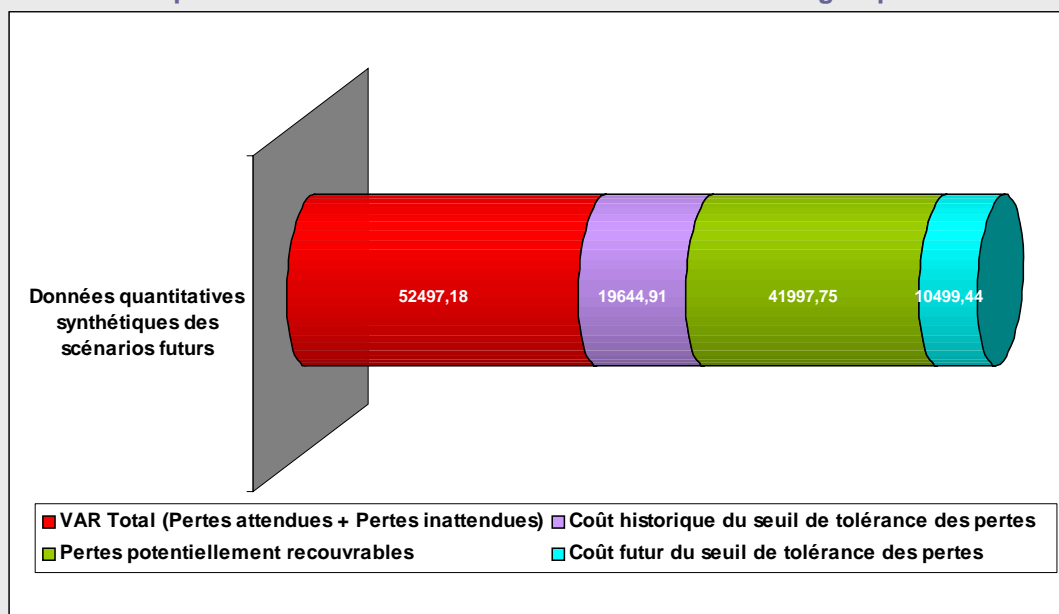 Données quantitatives
synthétiques des
scénarios futurs
52497,18
19644,91
41997,75
10499,44
VAR Total (Pertes attendues + Pertes inattendues)
Coût historique du seuil de tolérance des pertes
Pertes potentiellement recouvrables
Coût futur du seuil de tolérance des pertes